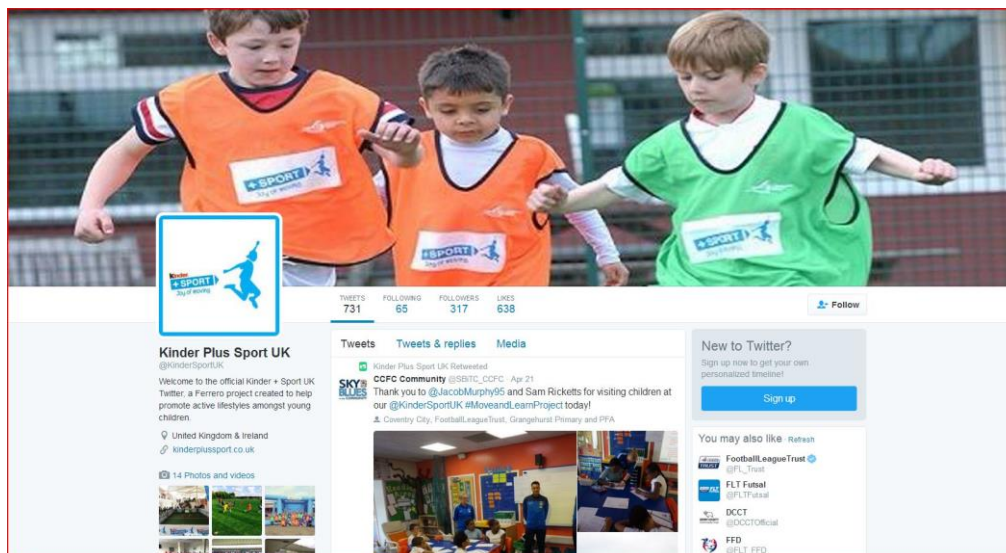 +SPORT
Joy of moving
+SPORT
Joy of moving
+SPORT
Kinder
+SPORT
Joy of moving
TWEETS
731
FOLLOWING
65
FOLLOWERS
317
LIKES
638
Follow
Kinder Plus Sport UK
@KinderSportUK
Welcome to the official Kinder + Sport UK
Twitter, a Ferrero project created to help
promote active lifestyles amongst young
children.
United Kingdom & Ireland
kinderplussport.co.uk
14 Photos and videos
Tweets Tweets & replies Media
Kinder Plus Sport UK Retweeted
CCFC Community @SBiTC_CCFC · Apr 21
SKY
BLUES
Thank you to @JacobMurphy95 and Sam Ricketts for visiting children at
our @KinderSportUK #MoveandLearnProject today!
Coventry City, FootballLeagueTrust, Grangehurst Primary and PFA
New to Twitter?
Sign up now to get your own
personalized timeline!
Sign up
You may also like · Refresh
FootballLeagueTrust
@FL_Trust
FLT Futsal
@FLTFutsal
DCCT
@DCCTOfficial
FFD
@FLT_FFD